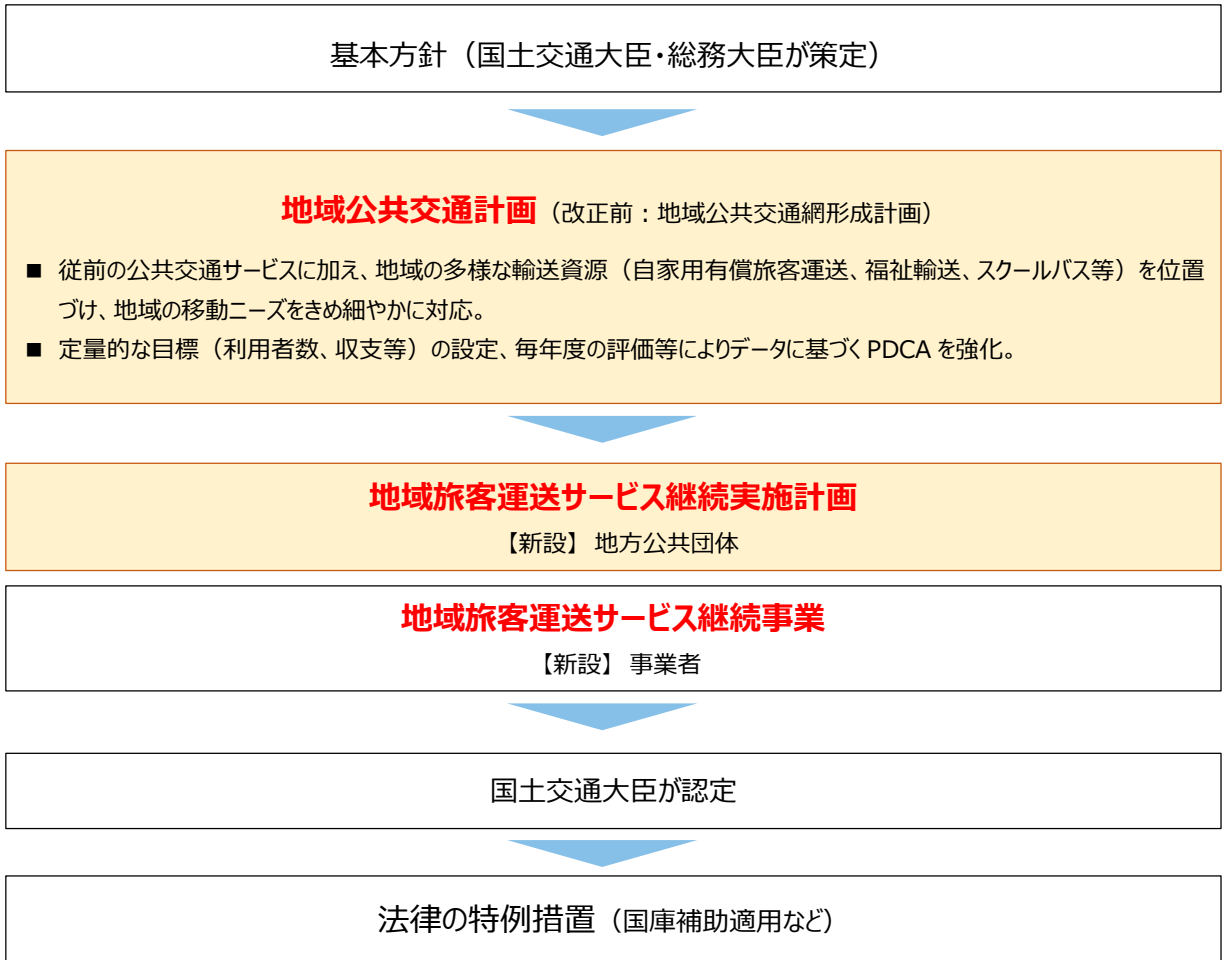 基本方針（国土交通大臣・総務大臣が策定）
地域公共交通計画（改正前：地域公共交通網形成計画）
■ 従前の公共交通サービスに加え、地域の多様な輸送資源（自家用有償旅客運送、福祉輸送、スクールバス等）を位置
づけ、地域の移動ニーズをきめ細やかに対応。
■ 定量的な目標（利用者数、収支等）の設定、毎年度の評価等によりデータに基づく PDCA を強化。
地域旅客運送サービス継続実施計画
【新設】 地方公共団体
地域旅客運送サービス継続事業
【新設】 事業者
国土交通大臣が認定
法律の特例措置（国庫補助適用など）